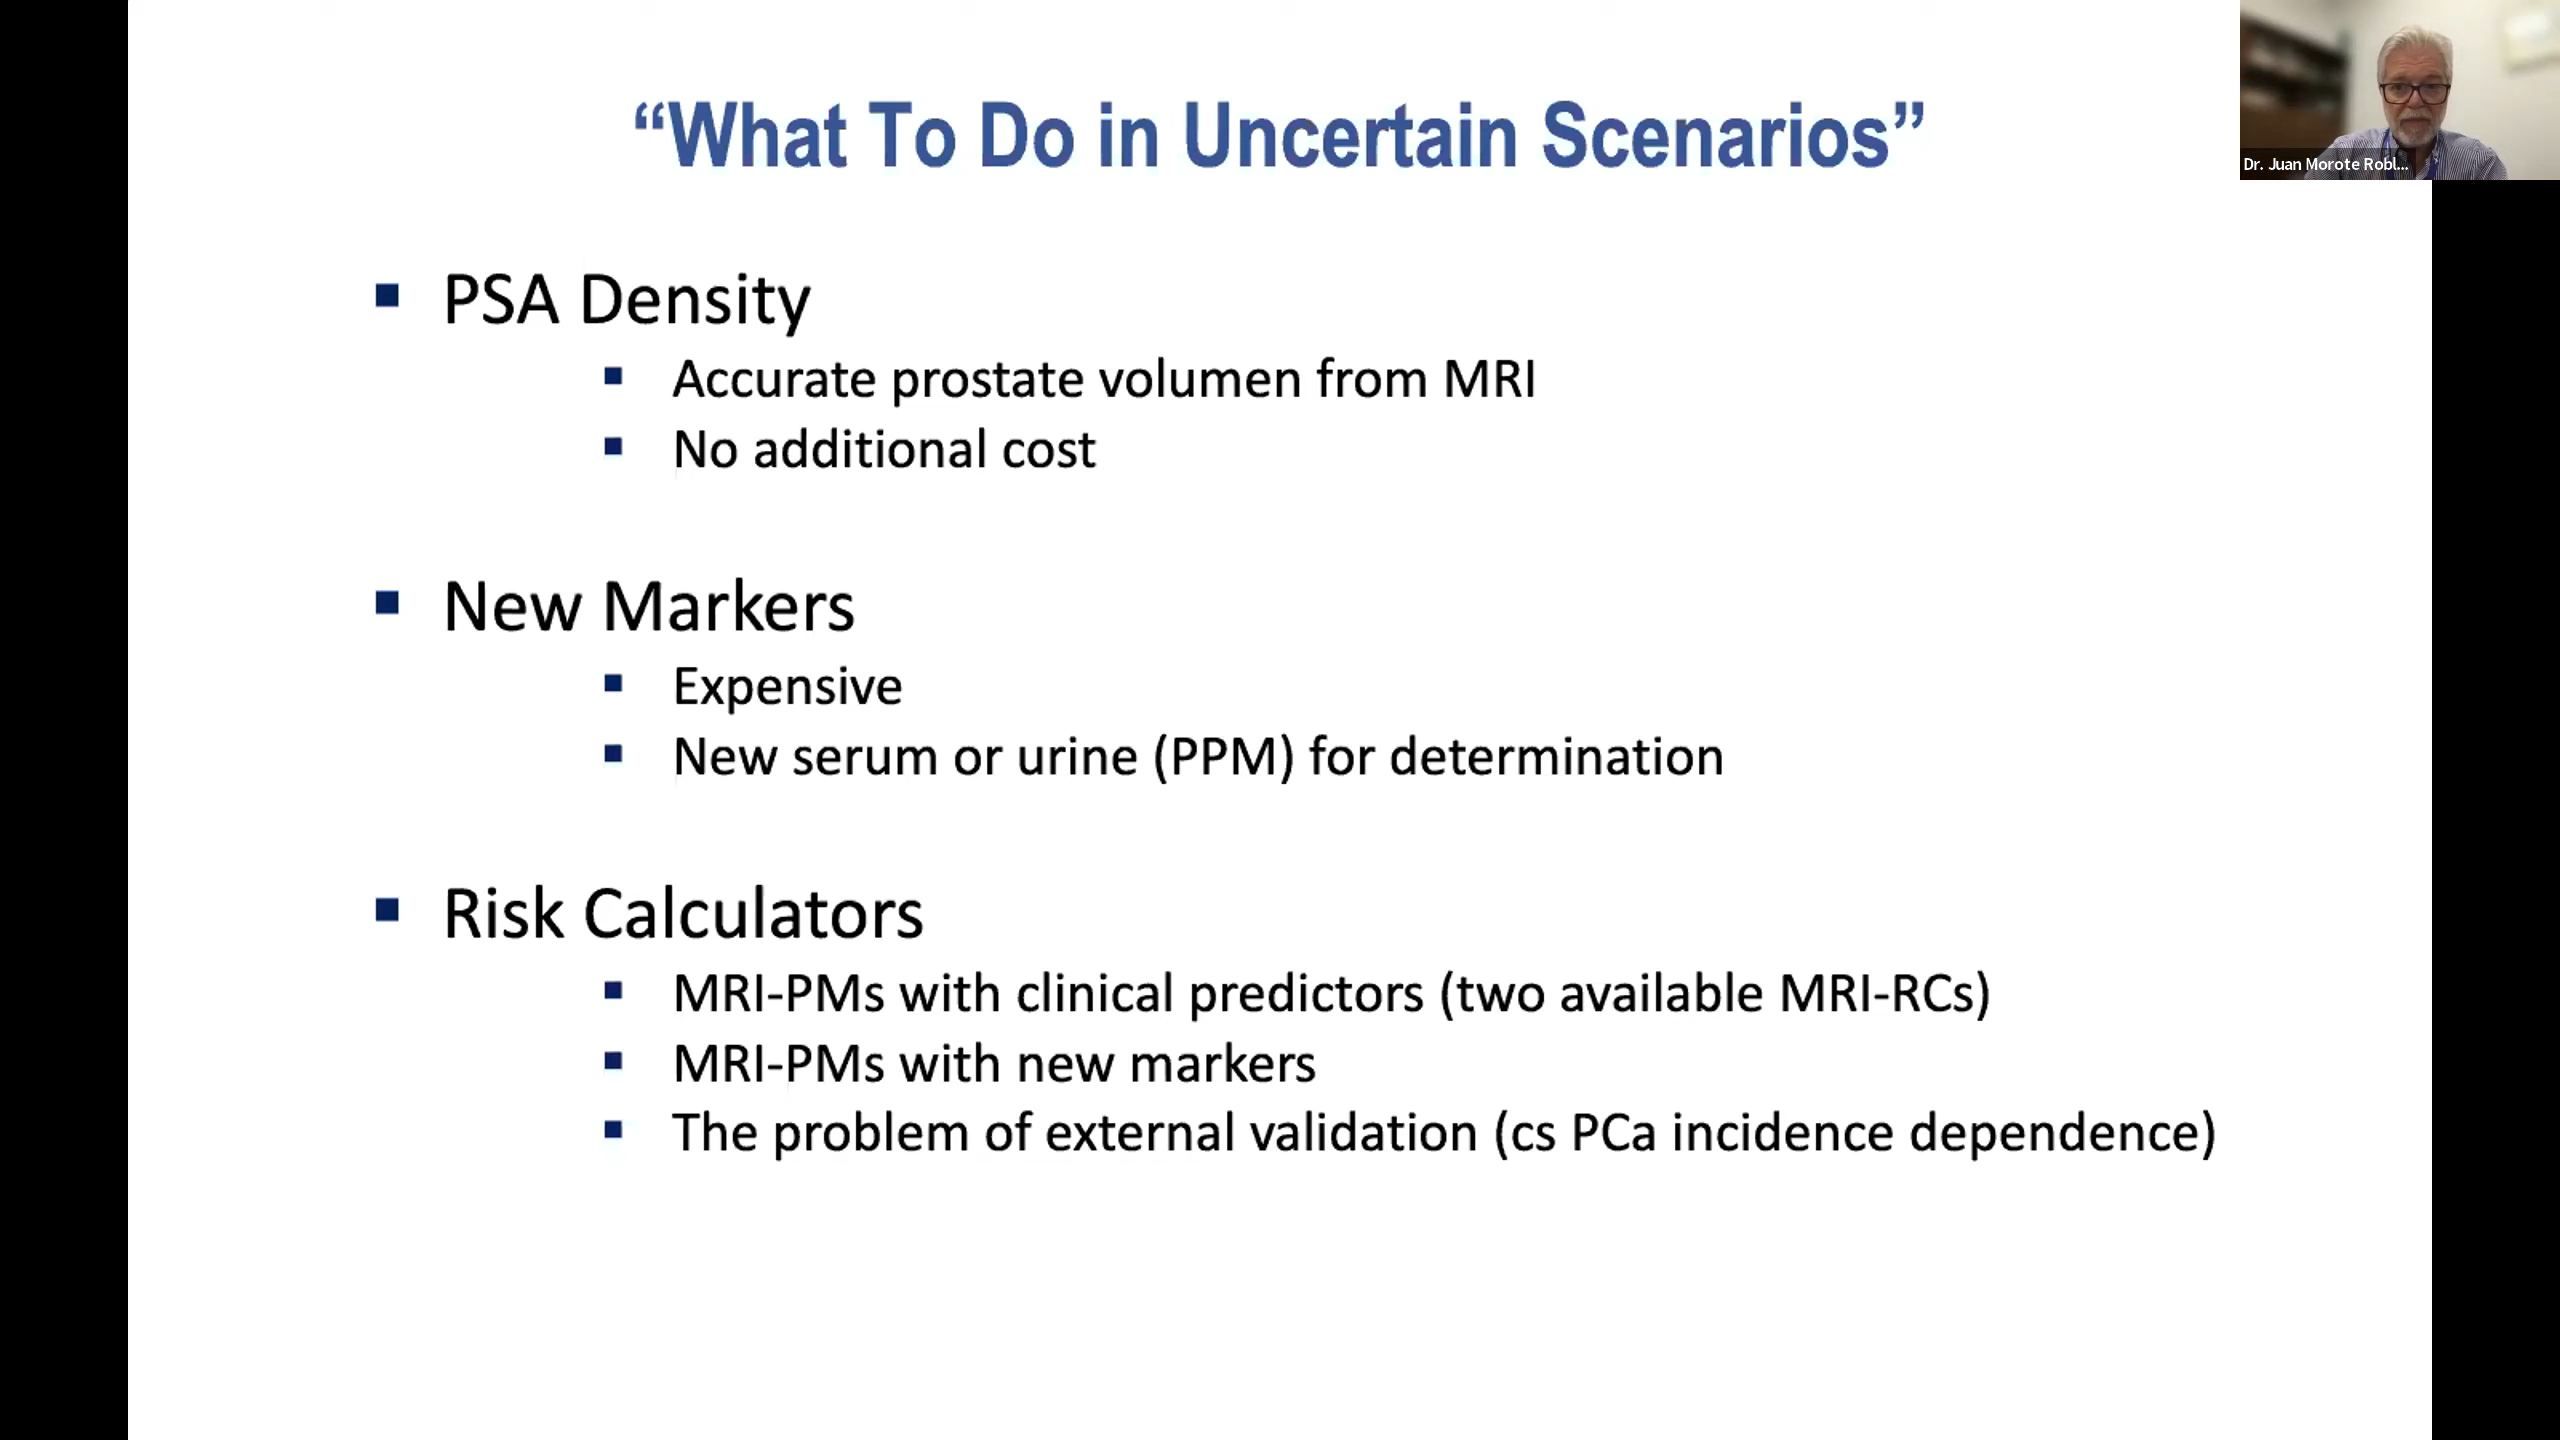 “What To Do in Uncertain Scenarios”
Dr. Juan Morote Robl...
▪ PSA Density
▪ Accurate prostate volumen from MRI
▪ No additional cost
▪ New Markers
▪ Expensive
▪ New serum or urine (PPM) for determination
▪ Risk Calculators
▪ MRI-PMs with clinical predictors (two available MRI-RCs)
▪ MRI-PMs with new markers
▪ The problem of external validation (cs PCa incidence dependence)